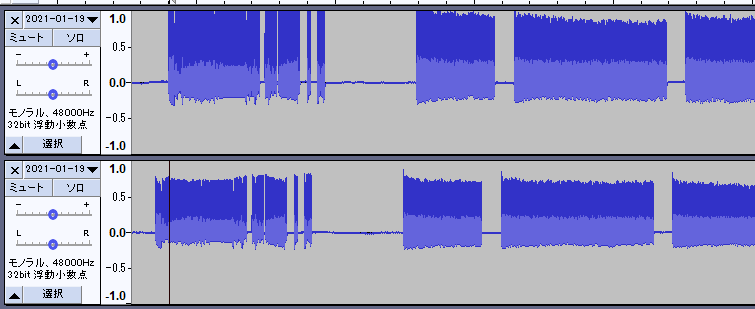 × 2021-01-19▼
ミュート ソロ
− +
L R
モノラル、48000Hz
32bit 浮動小数点
▲ 選択
1.0
0.5
0.0
-0.5
-1.0
× 2021-01-19▼
ミュート ソロ
− +
L R
モノラル、48000Hz
32bit 浮動小数点
▲ 選択
1.0
0.5
0.0
-0.5
-1.0